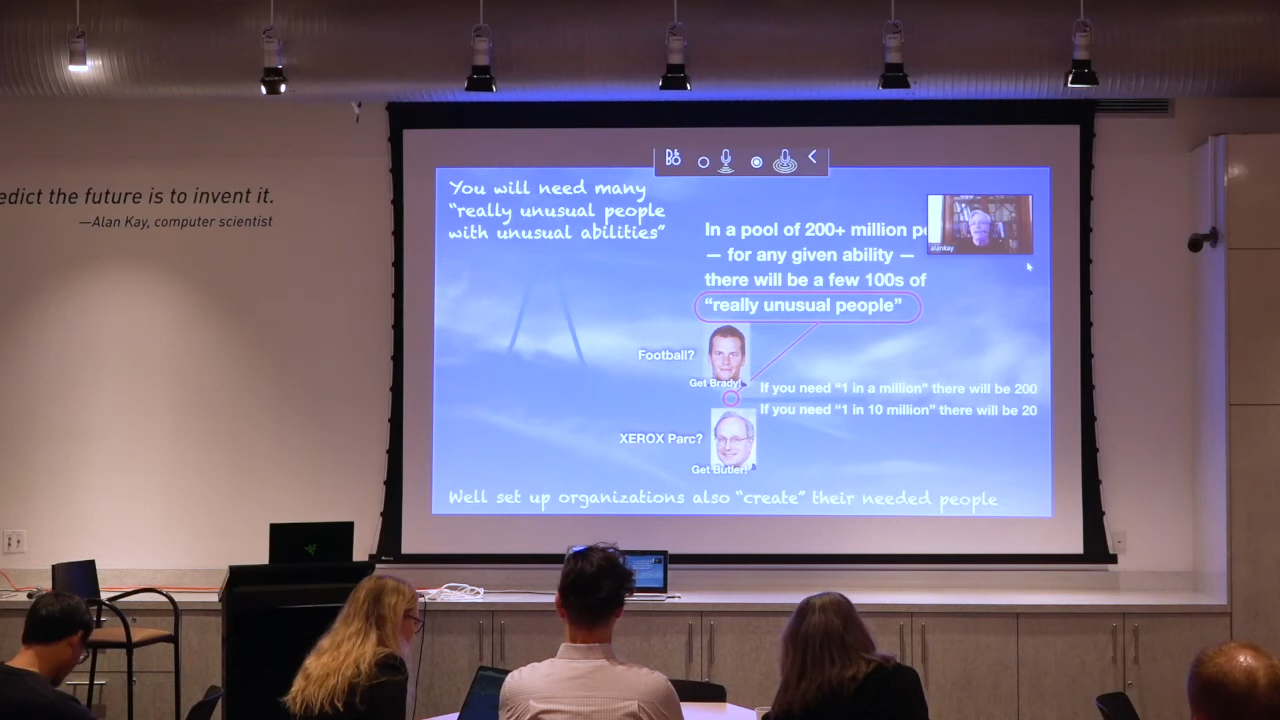 edict the future is to invent it.
—Alan Kay, computer scientist
You will need many
“really unusual people
with unusual abilities”
In a pool of 200+ million pe
— for any given ability —
there will be a few 100s of
“really unusual people”
alankay
Football?
Get Brady!
If you need “1 in a million” there will be 200
If you need “1 in 10 million” there will be 20
XEROX Parc?
Get Butler!
Well set up organizations also “create” their needed people